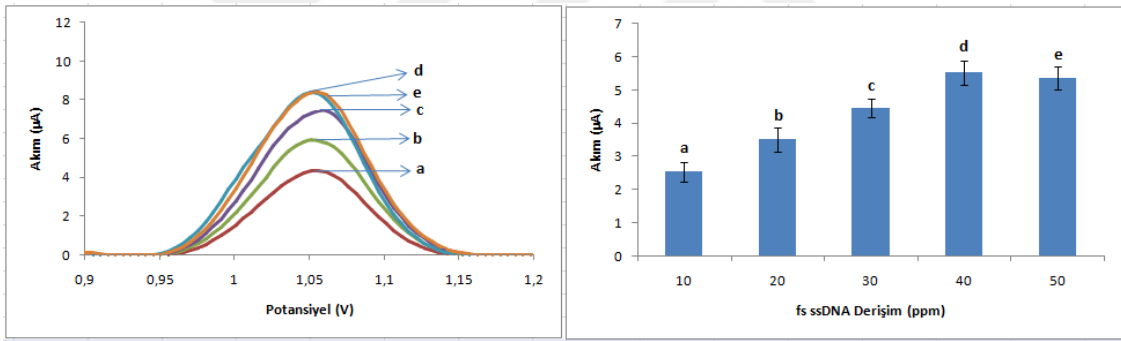 12
10
8
6
4
2
0
Akım (µA)
d
e
c
b
a
0,9 0,95 1 1,05 1,1 1,15 1,2
Potansiyel (V)
7
6
5
4
3
2
1
0
Akım (µA)
a
b
c
d
e
10 20 30 40 50
fs ssDNA Derişim (ppm)